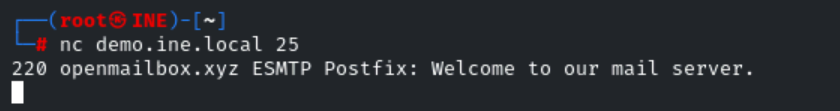 ┌──(root㉿INE)-[~]
└─# nc demo.ine.local 25
220 openmailbox.xyz ESMTP Postfix: Welcome to our mail server.